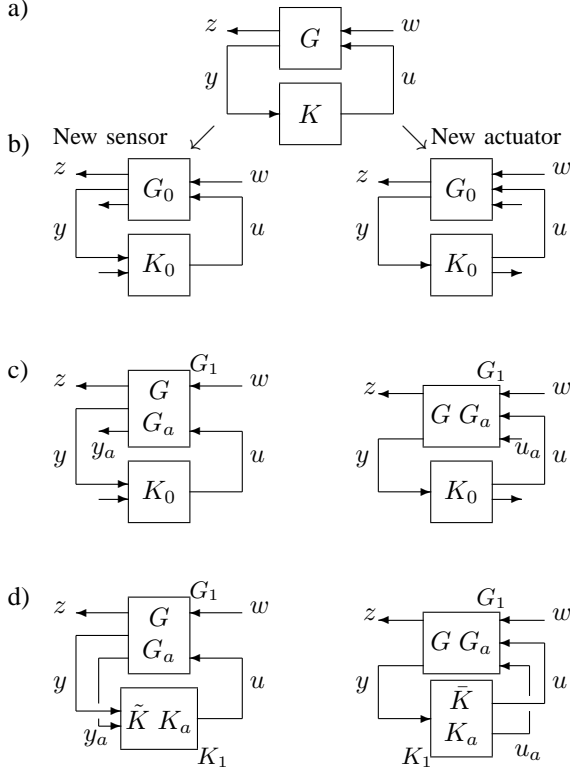 a)
z G w
y u
K
New sensor New actuator
b)
z G₀ w z G₀ w
y u y u
K₀ K₀
c)
G₁ G₁
z G w z w
Gₐ G Gₐ
yₐ uₐ
y u y u
K₀ K₀
d)
G₁ G₁
z G w z w
Gₐ G Gₐ
y u y u
K̃ Kₐ K̄
yₐ Kₐ uₐ
K₁ K₁